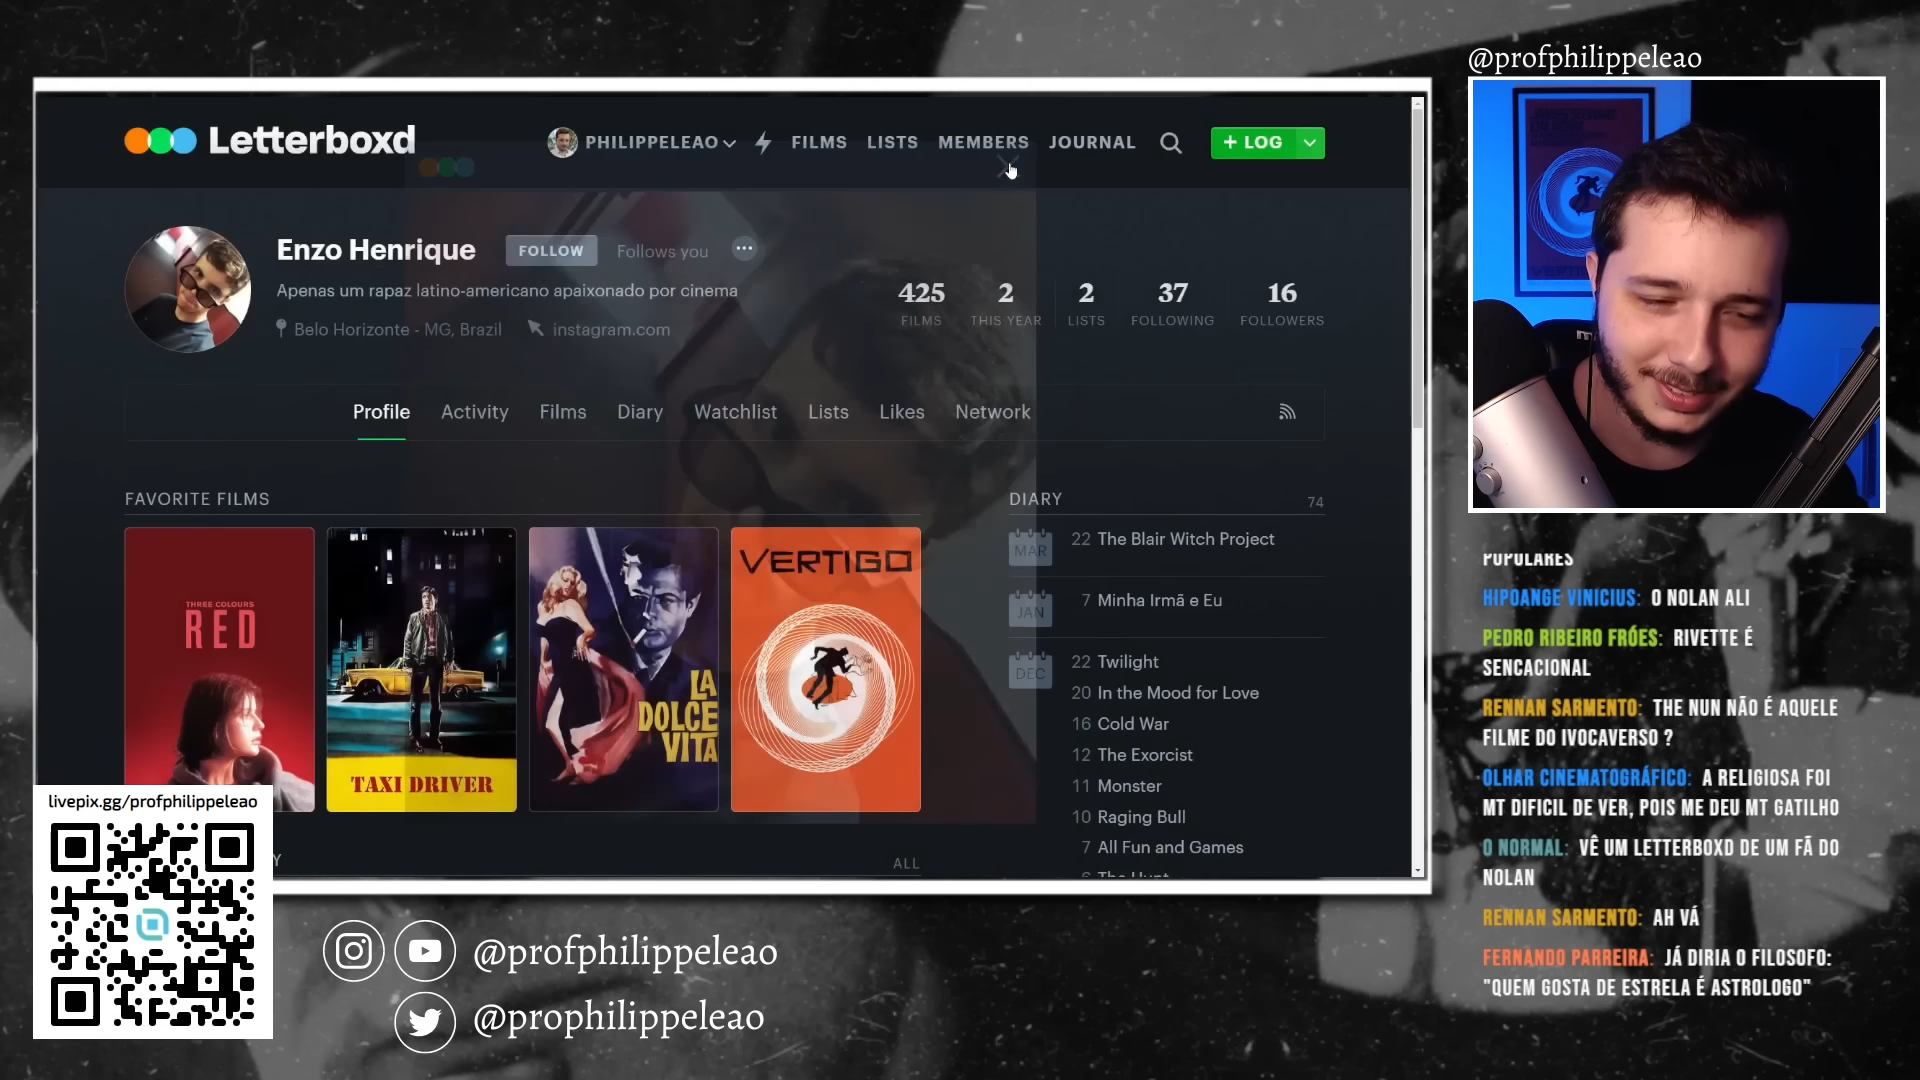 @profphilippeleao
Letterboxd
PHILIPPELEAO
FILMS
LISTS
MEMBERS
JOURNAL
+ LOG
Enzo Henrique
FOLLOW
Follows you
Apenas um rapaz latino-americano apaixonado por cinema
Belo Horizonte - MG, Brazil
instagram.com
425
FILMS
2
THIS YEAR
2
LISTS
37
FOLLOWING
16
FOLLOWERS
Profile
Activity
Films
Diary
Watchlist
Lists
Likes
Network
FAVORITE FILMS
THREE COLOURS
RED
TAXI DRIVER
LA
DOLCE
VITA
VERTIGO
ALL
DIARY
74
MAR
22 The Blair Witch Project
JAN
7 Minha Irmã e Eu
DEC
22 Twilight
20 In the Mood for Love
16 Cold War
12 The Exorcist
11 Monster
10 Raging Bull
7 All Fun and Games
6 The Hunt
POPULARES
HIPOANGE VINICIUS: O NOLAN ALI
PEDRO RIBEIRO FRÓES: RIVETTE É
SENCACIONAL
RENNAN SARMENTO: THE NUN NÃO É AQUELE
FILME DO IVOCAVERSO ?
OLHAR CINEMATOGRÁFICO: A RELIGIOSA FOI
MT DIFICIL DE VER, POIS ME DEU MT GATILHO
O NORMAL: VÊ UM LETTERBOXD DE UM FÃ DO
NOLAN
RENNAN SARMENTO: AH VÁ
FERNANDO PARREIRA: JÁ DIRIA O FILOSOFO:
"QUEM GOSTA DE ESTRELA É ASTROLOGO"
livepix.gg/profphilippeleao
@profphilippeleao
@prophilippeleao